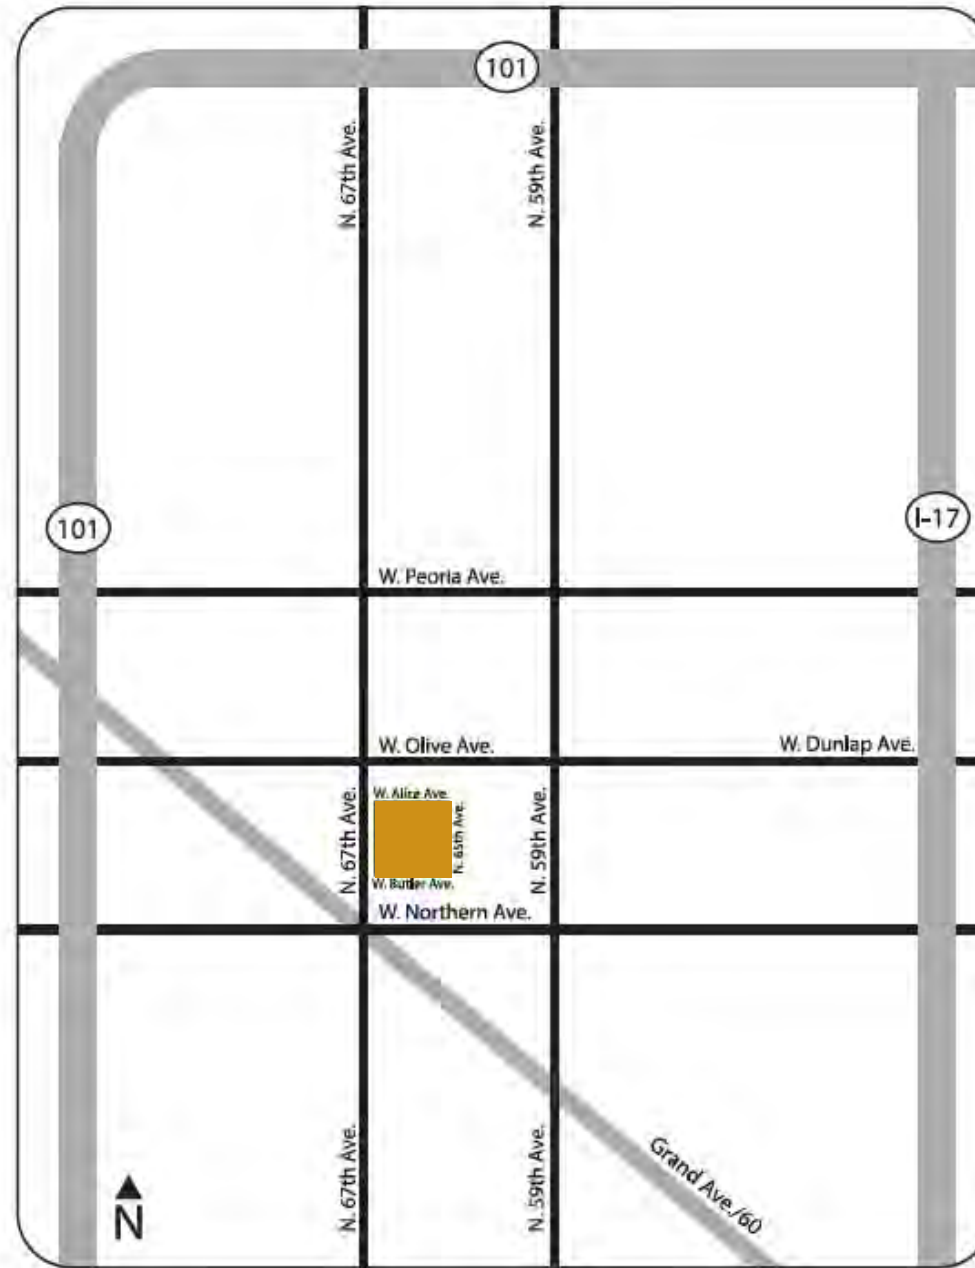 101
N. 67th Ave.
N. 59th Ave.
101
I-17
W. Peoria Ave.
W. Olive Ave.
W. Dunlap Ave.
N. 67th Ave.
W. Alice Ave.
N. 65th Ave.
N. 59th Ave.
W. Butler Ave.
W. Northern Ave.
N. 67th Ave.
N. 59th Ave.
Grand Ave./60
N